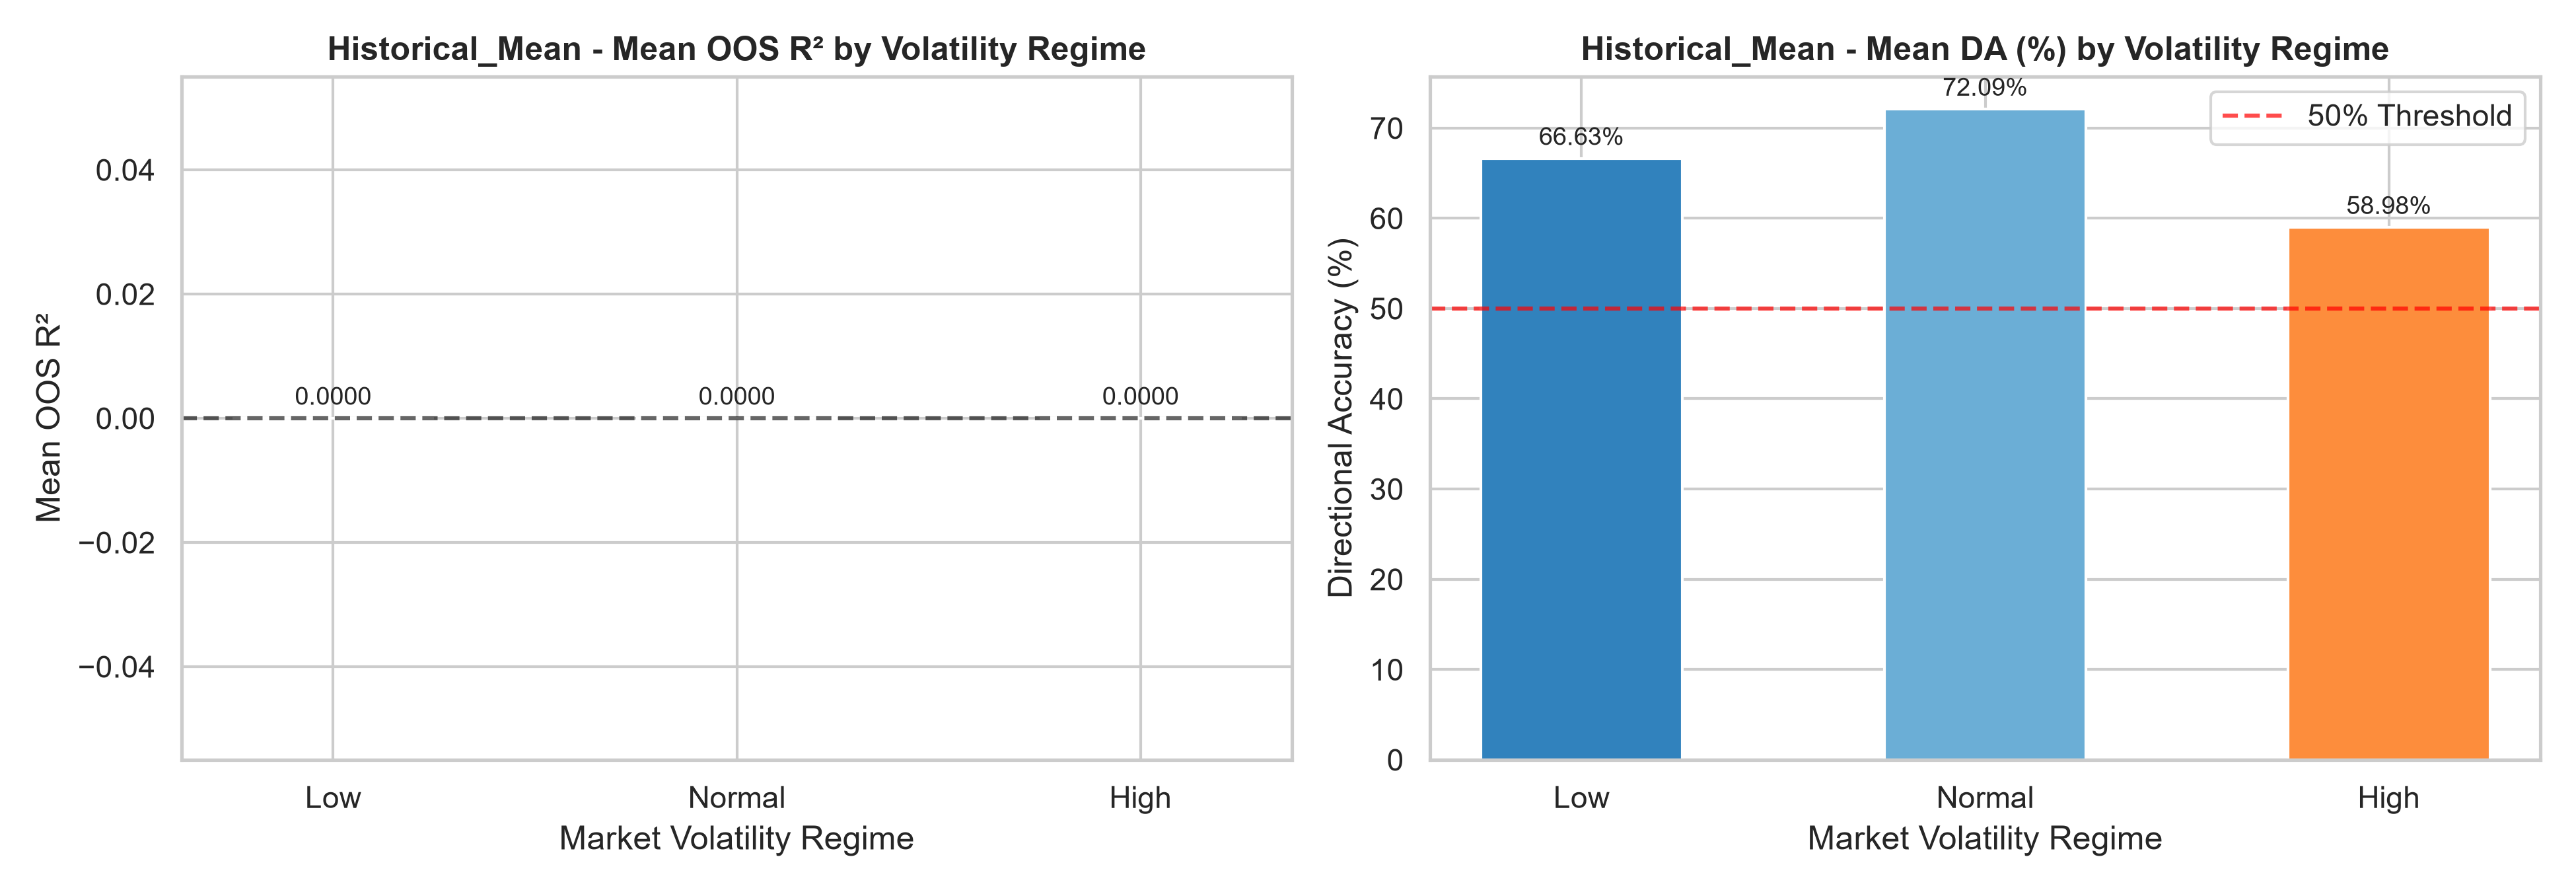 Historical_Mean - Mean OOS R² by Volatility Regime
Mean OOS R²
0.04
0.02
0.00
−0.02
−0.04
0.0000
0.0000
0.0000
Low
Normal
High
Market Volatility Regime
Historical_Mean - Mean DA (%) by Volatility Regime
Directional Accuracy (%)
70
60
50
40
30
20
10
0
66.63%
72.09%
58.98%
50% Threshold
Low
Normal
High
Market Volatility Regime